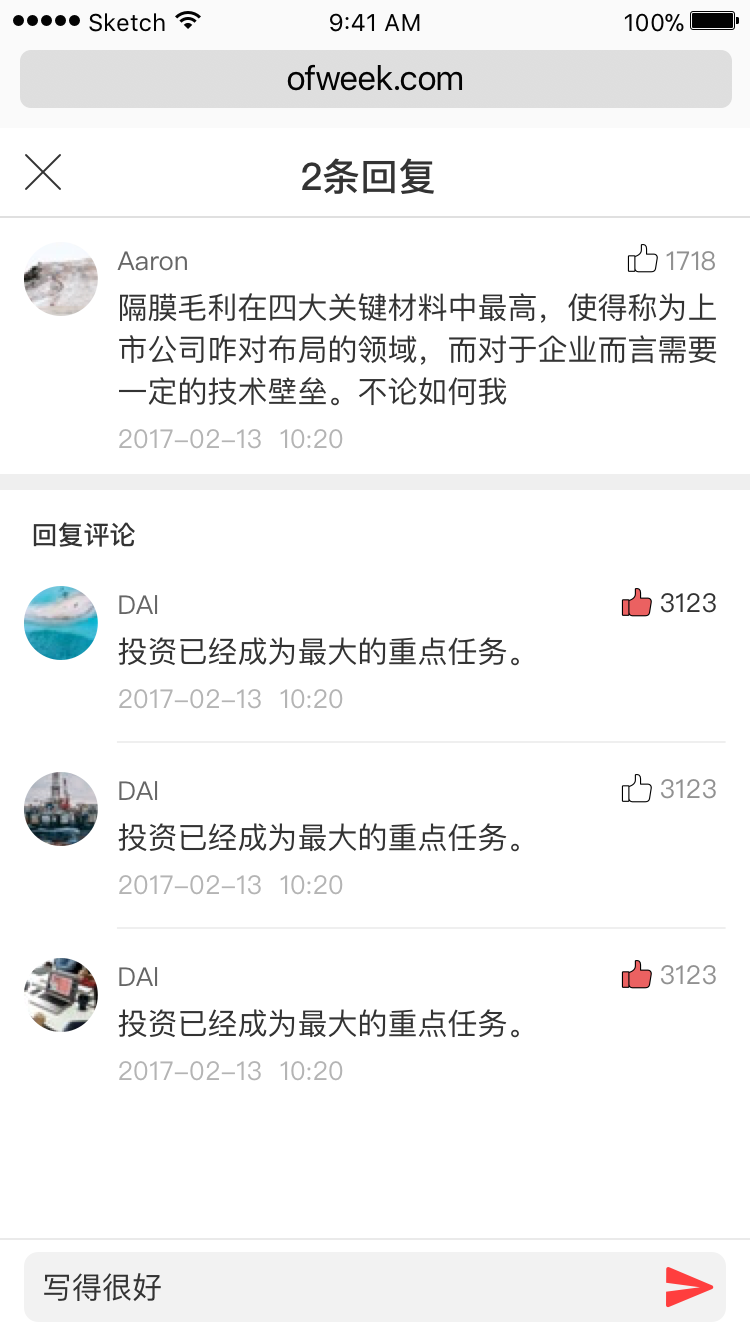 Sketch 9:41 AM 100%
ofweek.com
2条回复
Aaron 1718
隔膜毛利在四大关键材料中最高，使得称为上
市公司咋对布局的领域，而对于企业而言需要
一定的技术壁垒。不论如何我
2017-02-13 10:20
回复评论
DAI 3123
投资已经成为最大的重点任务。
2017-02-13 10:20
DAI 3123
投资已经成为最大的重点任务。
2017-02-13 10:20
DAI 3123
投资已经成为最大的重点任务。
2017-02-13 10:20
写得很好